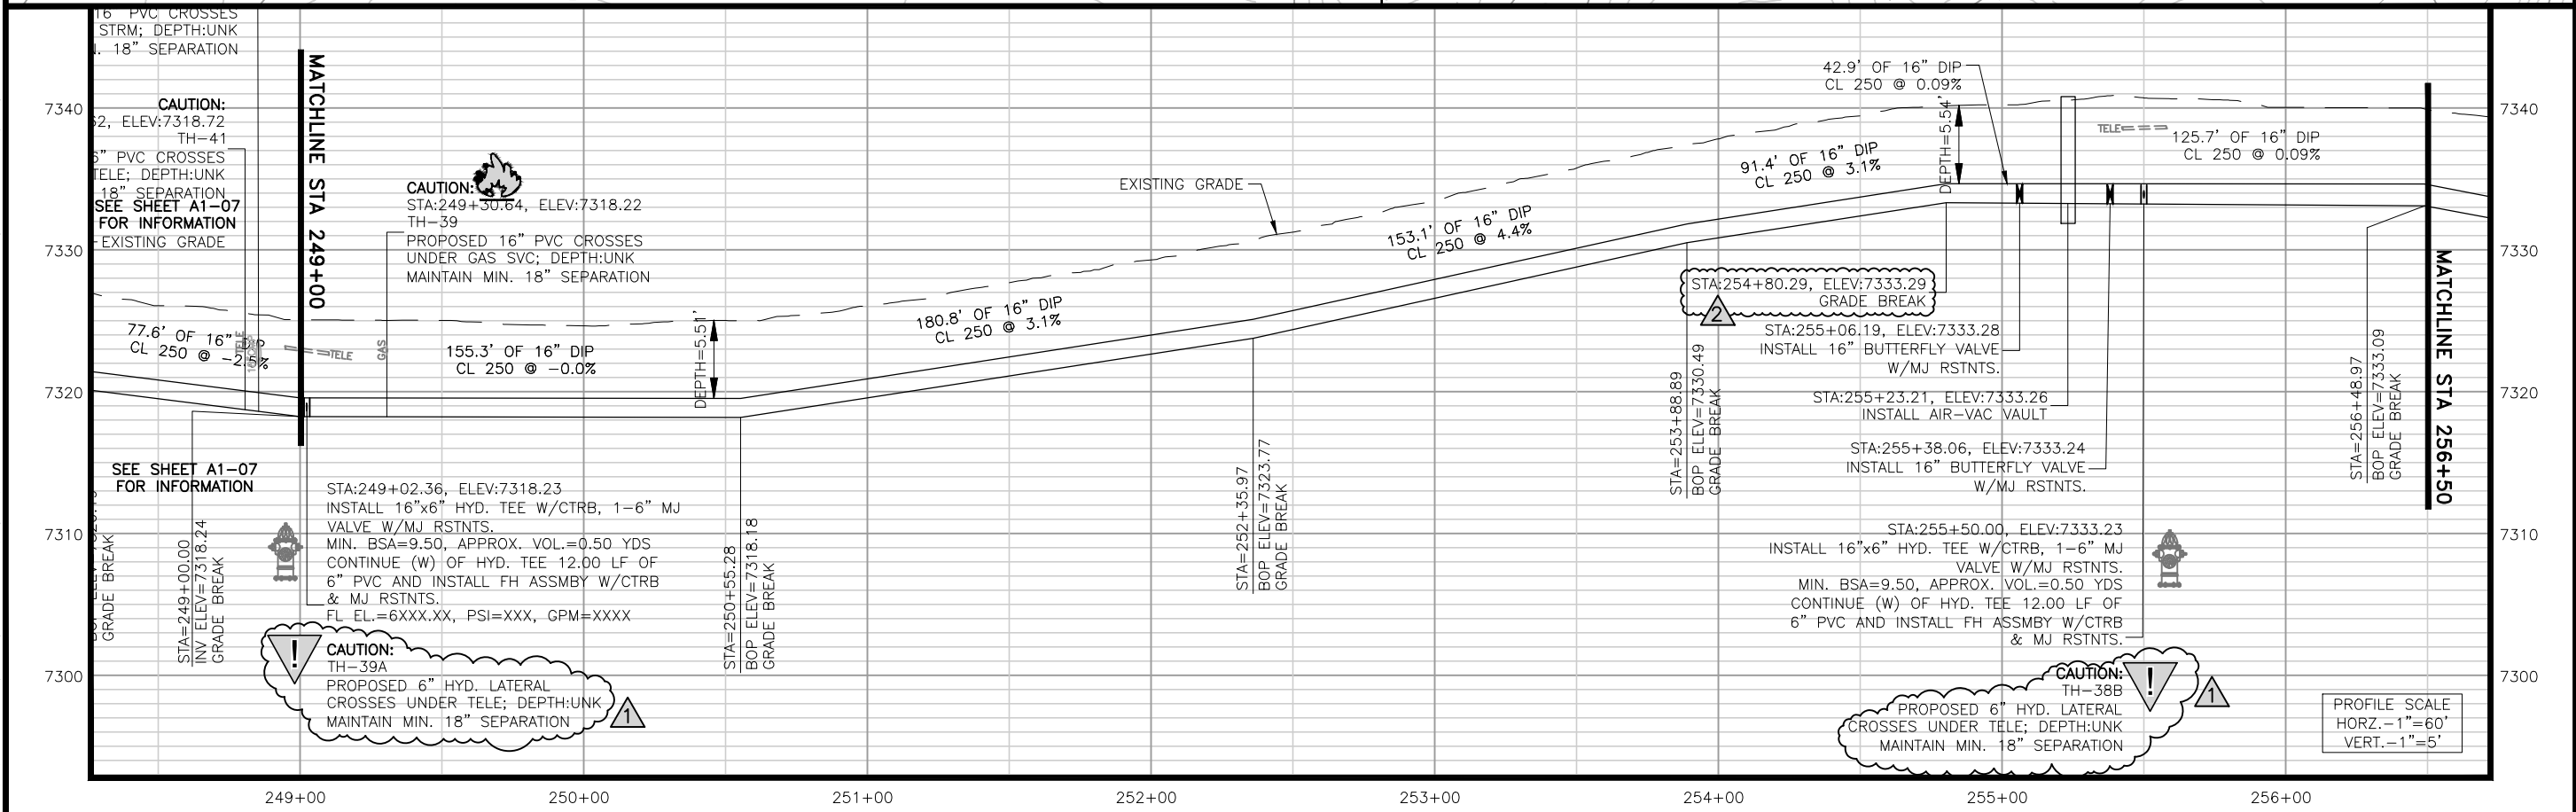 16" PVC CROSSES
STRM; DEPTH:UNK
18" SEPARATION
CAUTION:
ELEV:7318.72
TH-41
PVC CROSSES
TELE; DEPTH:UNK
18" SEPARATION
SEE SHEET A1-07
FOR INFORMATION
EXISTING GRADE
77.6' OF 16"
CL 250 @ -2.5%
TELE
SEE SHEET A1-07
FOR INFORMATION
GRADE BREAK
STA=249+00.00
INV ELEV=7318.24
GRADE BREAK
MATCHLINE STA 249+00
CAUTION:
STA:249+30.64, ELEV:7318.22
TH-39
PROPOSED 16" PVC CROSSES
UNDER GAS SVC; DEPTH:UNK
MAINTAIN MIN. 18" SEPARATION
TELE
GAS
155.3' OF 16" DIP
CL 250 @ -0.0%
DEPTH=5.51'
STA:249+02.36, ELEV:7318.23
INSTALL 16"x6" HYD. TEE W/CTRB, 1-6" MJ
VALVE W/MJ RSTNTS.
MIN. BSA=9.50, APPROX. VOL.=0.50 YDS
CONTINUE (W) OF HYD. TEE 12.00 LF OF
6" PVC AND INSTALL FH ASSMBY W/CTRB
& MJ RSTNTS.
FL EL.=6XXX.XX, PSI=XXX, GPM=XXXX
!
CAUTION:
TH-39A
PROPOSED 6" HYD. LATERAL
CROSSES UNDER TELE; DEPTH:UNK
MAINTAIN MIN. 18" SEPARATION
1
STA=250+55.28
BOP ELEV=7318.18
GRADE BREAK
180.8' OF 16" DIP
CL 250 @ 3.1%
EXISTING GRADE
STA=252+35.97
BOP ELEV=7323.77
GRADE BREAK
153.1' OF 16" DIP
CL 250 @ 4.4%
STA=253+88.89
BOP ELEV=7330.49
GRADE BREAK
91.4' OF 16" DIP
CL 250 @ 3.1%
42.9' OF 16" DIP
CL 250 @ 0.09%
DEPTH=5.54'
TELE
125.7' OF 16" DIP
CL 250 @ 0.09%
STA:254+80.29, ELEV:7333.29
GRADE BREAK
2
STA:255+06.19, ELEV:7333.28
INSTALL 16" BUTTERFLY VALVE
W/MJ RSTNTS.
STA:255+23.21, ELEV:7333.26
INSTALL AIR-VAC VAULT
STA:255+38.06, ELEV:7333.24
INSTALL 16" BUTTERFLY VALVE
W/MJ RSTNTS.
STA:255+50.00, ELEV:7333.23
INSTALL 16"x6" HYD. TEE W/CTRB, 1-6" MJ
VALVE W/MJ RSTNTS.
MIN. BSA=9.50, APPROX. VOL.=0.50 YDS
CONTINUE (W) OF HYD. TEE 12.00 LF OF
6" PVC AND INSTALL FH ASSMBY W/CTRB
& MJ RSTNTS.
CAUTION:
TH-38B
PROPOSED 6" HYD. LATERAL
CROSSES UNDER TELE; DEPTH:UNK
MAINTAIN MIN. 18" SEPARATION
!
1
STA=256+48.97
BOP ELEV=7333.09
GRADE BREAK
MATCHLINE STA 256+50
PROFILE SCALE
HORZ.-1"=60'
VERT.-1"=5'
7340
7330
7320
7310
7300
7340
7330
7320
7310
7300
249+00
250+00
251+00
252+00
253+00
254+00
255+00
256+00